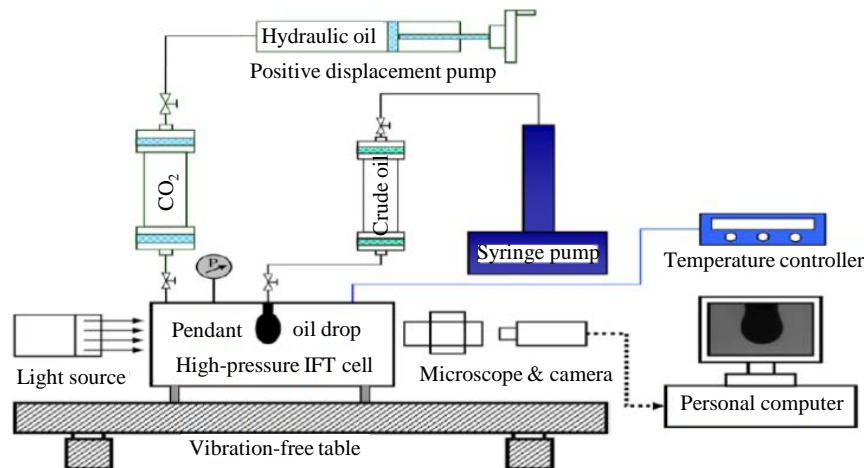 Hydraulic oil
Positive displacement pump
CO₂
Crude oil
Syringe pump
Temperature controller
P
Pendant oil drop
High-pressure IFT cell
Light source
Microscope & camera
Personal computer
Vibration-free table